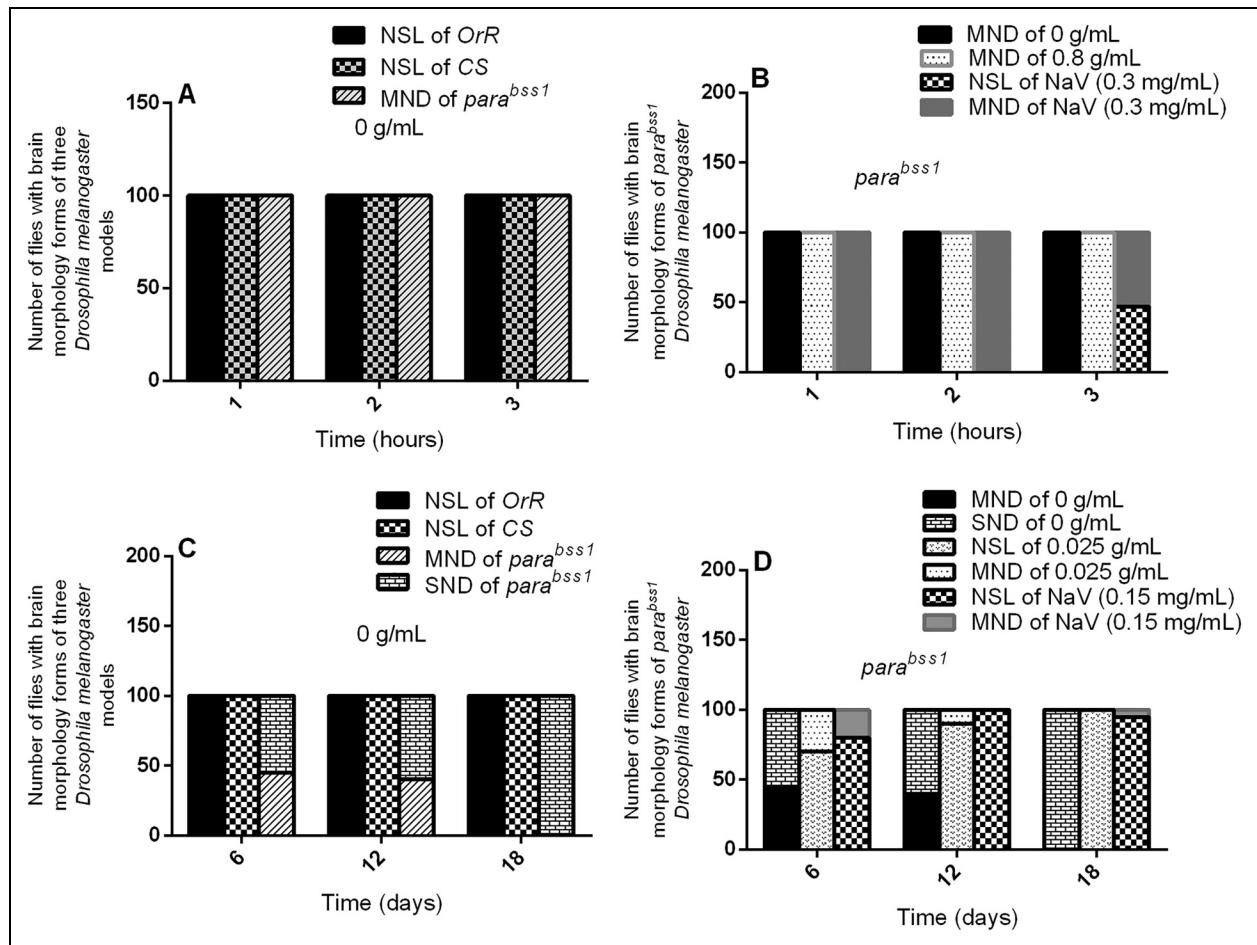 A
NSL of OrR
NSL of CS
MND of para^bss1
0 g/mL
Number of flies with brain
morphology forms of three
Drosophila melanogaster
models
150
100
50
0
1
2
3
Time (hours)
B
MND of 0 g/mL
MND of 0.8 g/mL
NSL of NaV (0.3 mg/mL)
MND of NaV (0.3 mg/mL)
para^bss1
Number of flies with brain
morphology forms of para^bss1
Drosophila melanogaster
200
150
100
50
0
1
2
3
Time (hours)
C
NSL of OrR
NSL of CS
MND of para^bss1
SND of para^bss1
0 g/mL
Number of flies with brain
morphology forms of three
Drosophila melanogaster
models
200
150
100
50
0
6
12
18
Time (days)
D
MND of 0 g/mL
SND of 0 g/mL
NSL of 0.025 g/mL
MND of 0.025 g/mL
NSL of NaV (0.15 mg/mL)
MND of NaV (0.15 mg/mL)
para^bss1
Number of flies with brain
morphology forms of para^bss1
Drosophila melanogaster
200
150
100
50
0
6
12
18
Time (days)